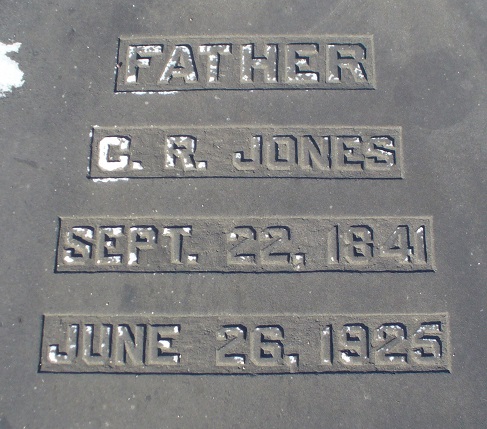 FATHER
C. R. JONES
SEPT. 22, 1841
JUNE 26, 1925